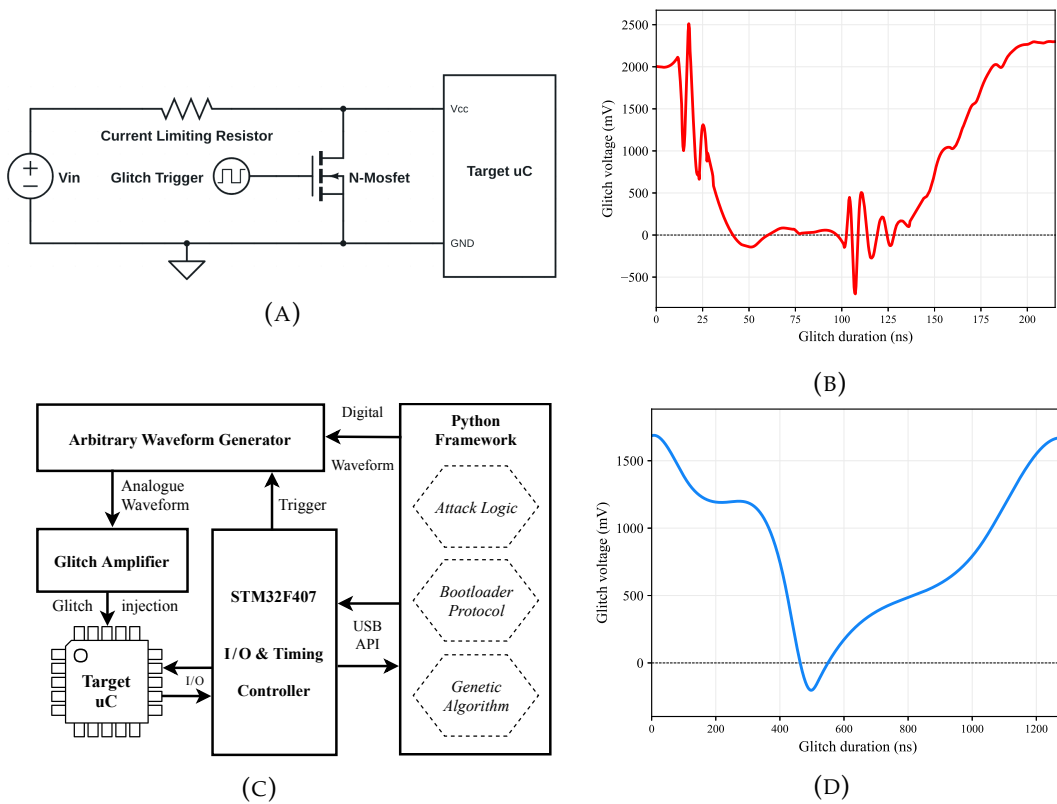 Vin
Current Limiting Resistor
Glitch Trigger
N-Mosfet
Vcc
Target uC
GND
(A)
2500
2000
1500
1000
500
0
−500
Glitch voltage (mV)
0 25 50 75 100 125 150 175 200
Glitch duration (ns)
(B)
Arbitrary Waveform Generator
Digital
Waveform
Python
Framework
Analogue
Waveform
Trigger
Attack Logic
Glitch Amplifier
STM32F407
Bootloader
Protocol
Glitch injection
USB
API
I/O & Timing
Controller
I/O
Target
uC
Genetic
Algorithm
(C)
1500
1000
500
0
Glitch voltage (mV)
0 200 400 600 800 1000 1200
Glitch duration (ns)
(D)